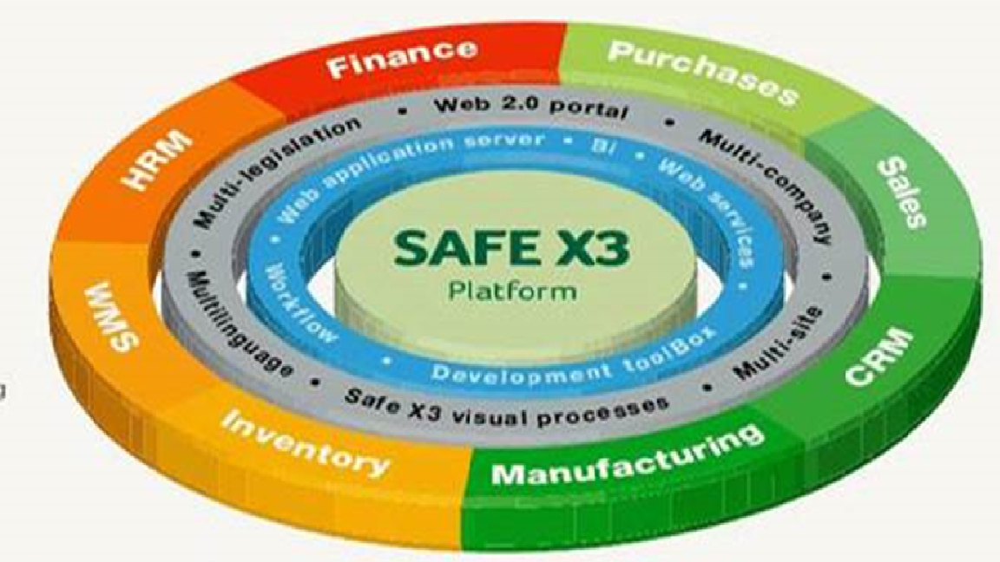 Finance
Purchases
Sales
CRM
Manufacturing
Inventory
WMS
HRM
• Web 2.0 portal
• Multi-company
• Multi-site
• Safe X3 visual processes
• Multilinguage
• Multi-legislation
• Web application server
• Bi
• Web services
• Development toolBox
• Workflow
SAFE X3
Platform
g